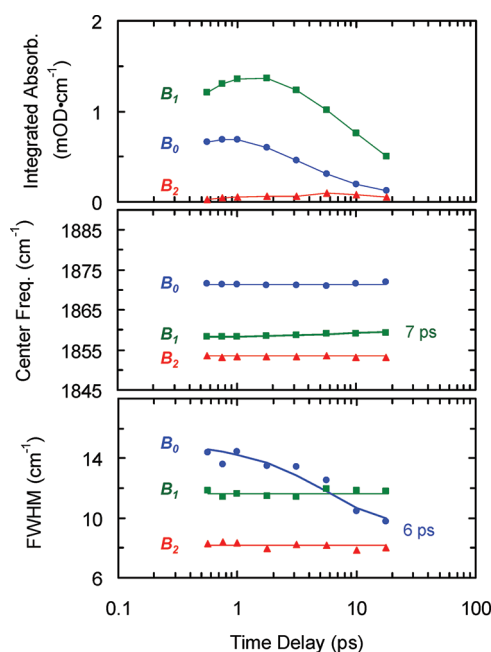 Integrated Absorb.
(mOD•cm⁻¹)
2
1
0
B₁
B₀
B₂
Center Freq. (cm⁻¹)
1885
1875
1865
1855
1845
B₀
B₁
B₂
7 ps
FWHM (cm⁻¹)
14
10
6
B₀
B₁
B₂
6 ps
0.1
1
10
100
Time Delay (ps)